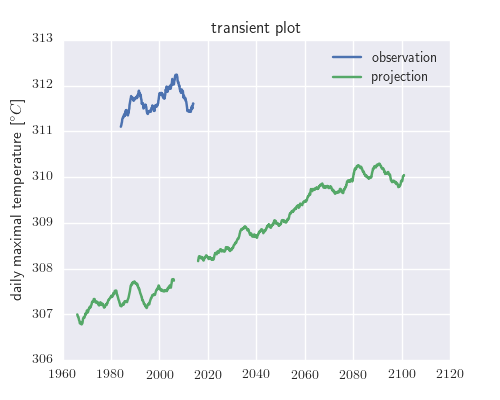 transient plot
313
312
311
310
309
308
307
306
daily maximal temperature [°C]
observation
projection
1960 1980 2000 2020 2040 2060 2080 2100 2120